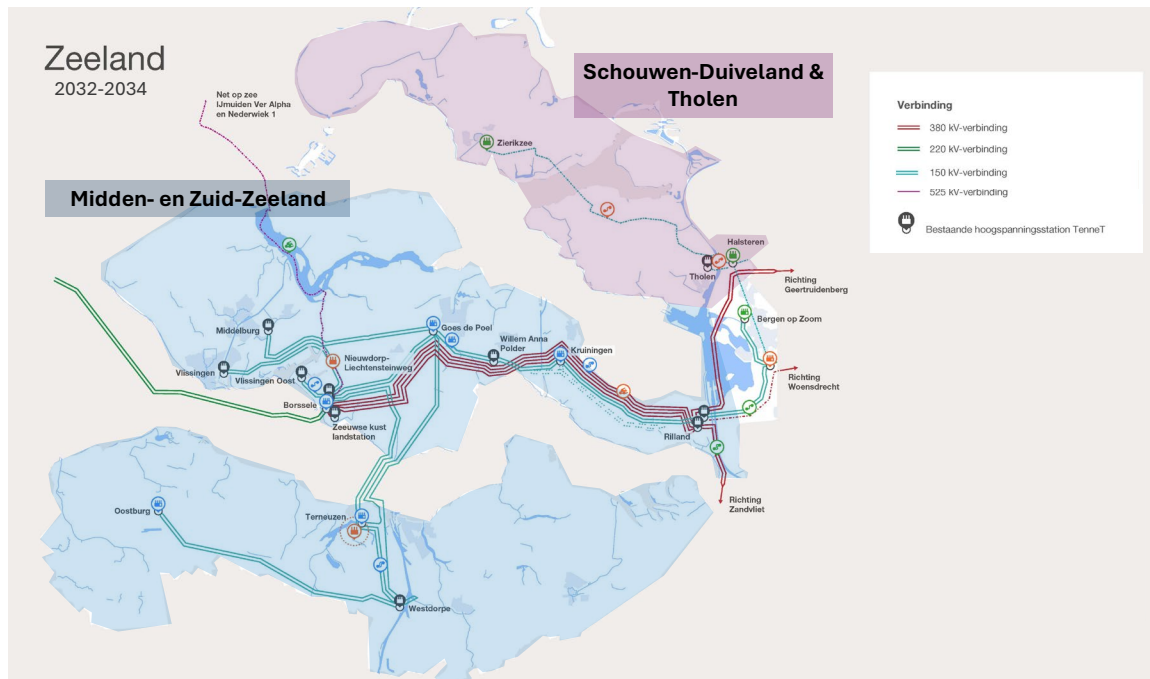 Zeeland
2032-2034
Net op zee
IJmuiden Ver Alpha
en Nederwiek 1
Schouwen-Duiveland &
Tholen
Verbinding
380 kV-verbinding
220 kV-verbinding
150 kV-verbinding
525 kV-verbinding
Bestaande hoogspanningsstation TenneT
Zierikzee
Midden- en Zuid-Zeeland
Halsteren
Tholen
Richting
Geertruidenberg
Bergen op Zoom
Middelburg
Goes de Poel
Willem Anna
Polder
Kruiningen
Nieuwdorp-
Liechtensteinweg
Vlissingen
Vlissingen Oost
Richting
Woensdrecht
Borssele
Zeeuwse kust
landstation
Rilland
Richting
Zandvliet
Oostburg
Terneuzen
Westdorpe